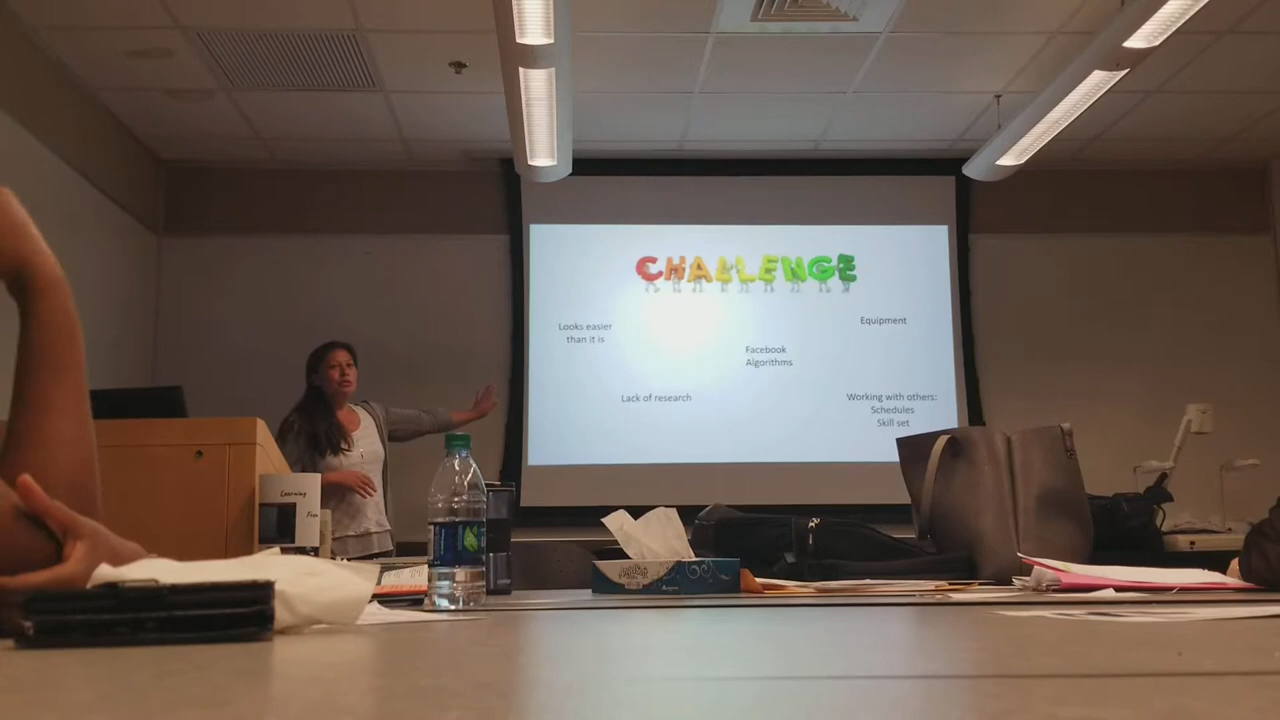 CHALLENGE
Looks easier
than it is
Equipment
Facebook
Algorithms
Lack of research
Working with others:
Schedules
Skill set
Learning